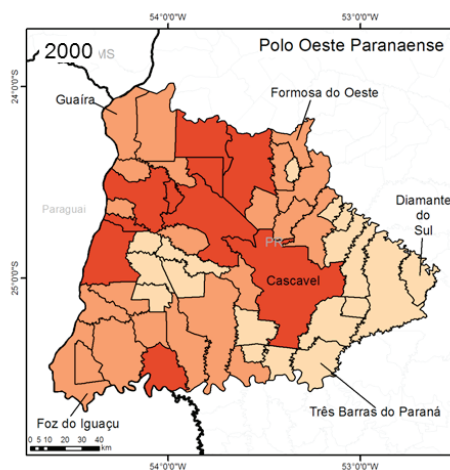 54°0'0"W
53°0'0"W
2000
MS
Polo Oeste Paranaense
24°0'0"S
Guaíra
Formosa do Oeste
Paraguai
Diamante
do
Sul
PR
Cascavel
25°0'0"S
Foz do Iguaçu
Três Barras do Paraná
0 5 10 20 30 40
km
54°0'0"W
53°0'0"W